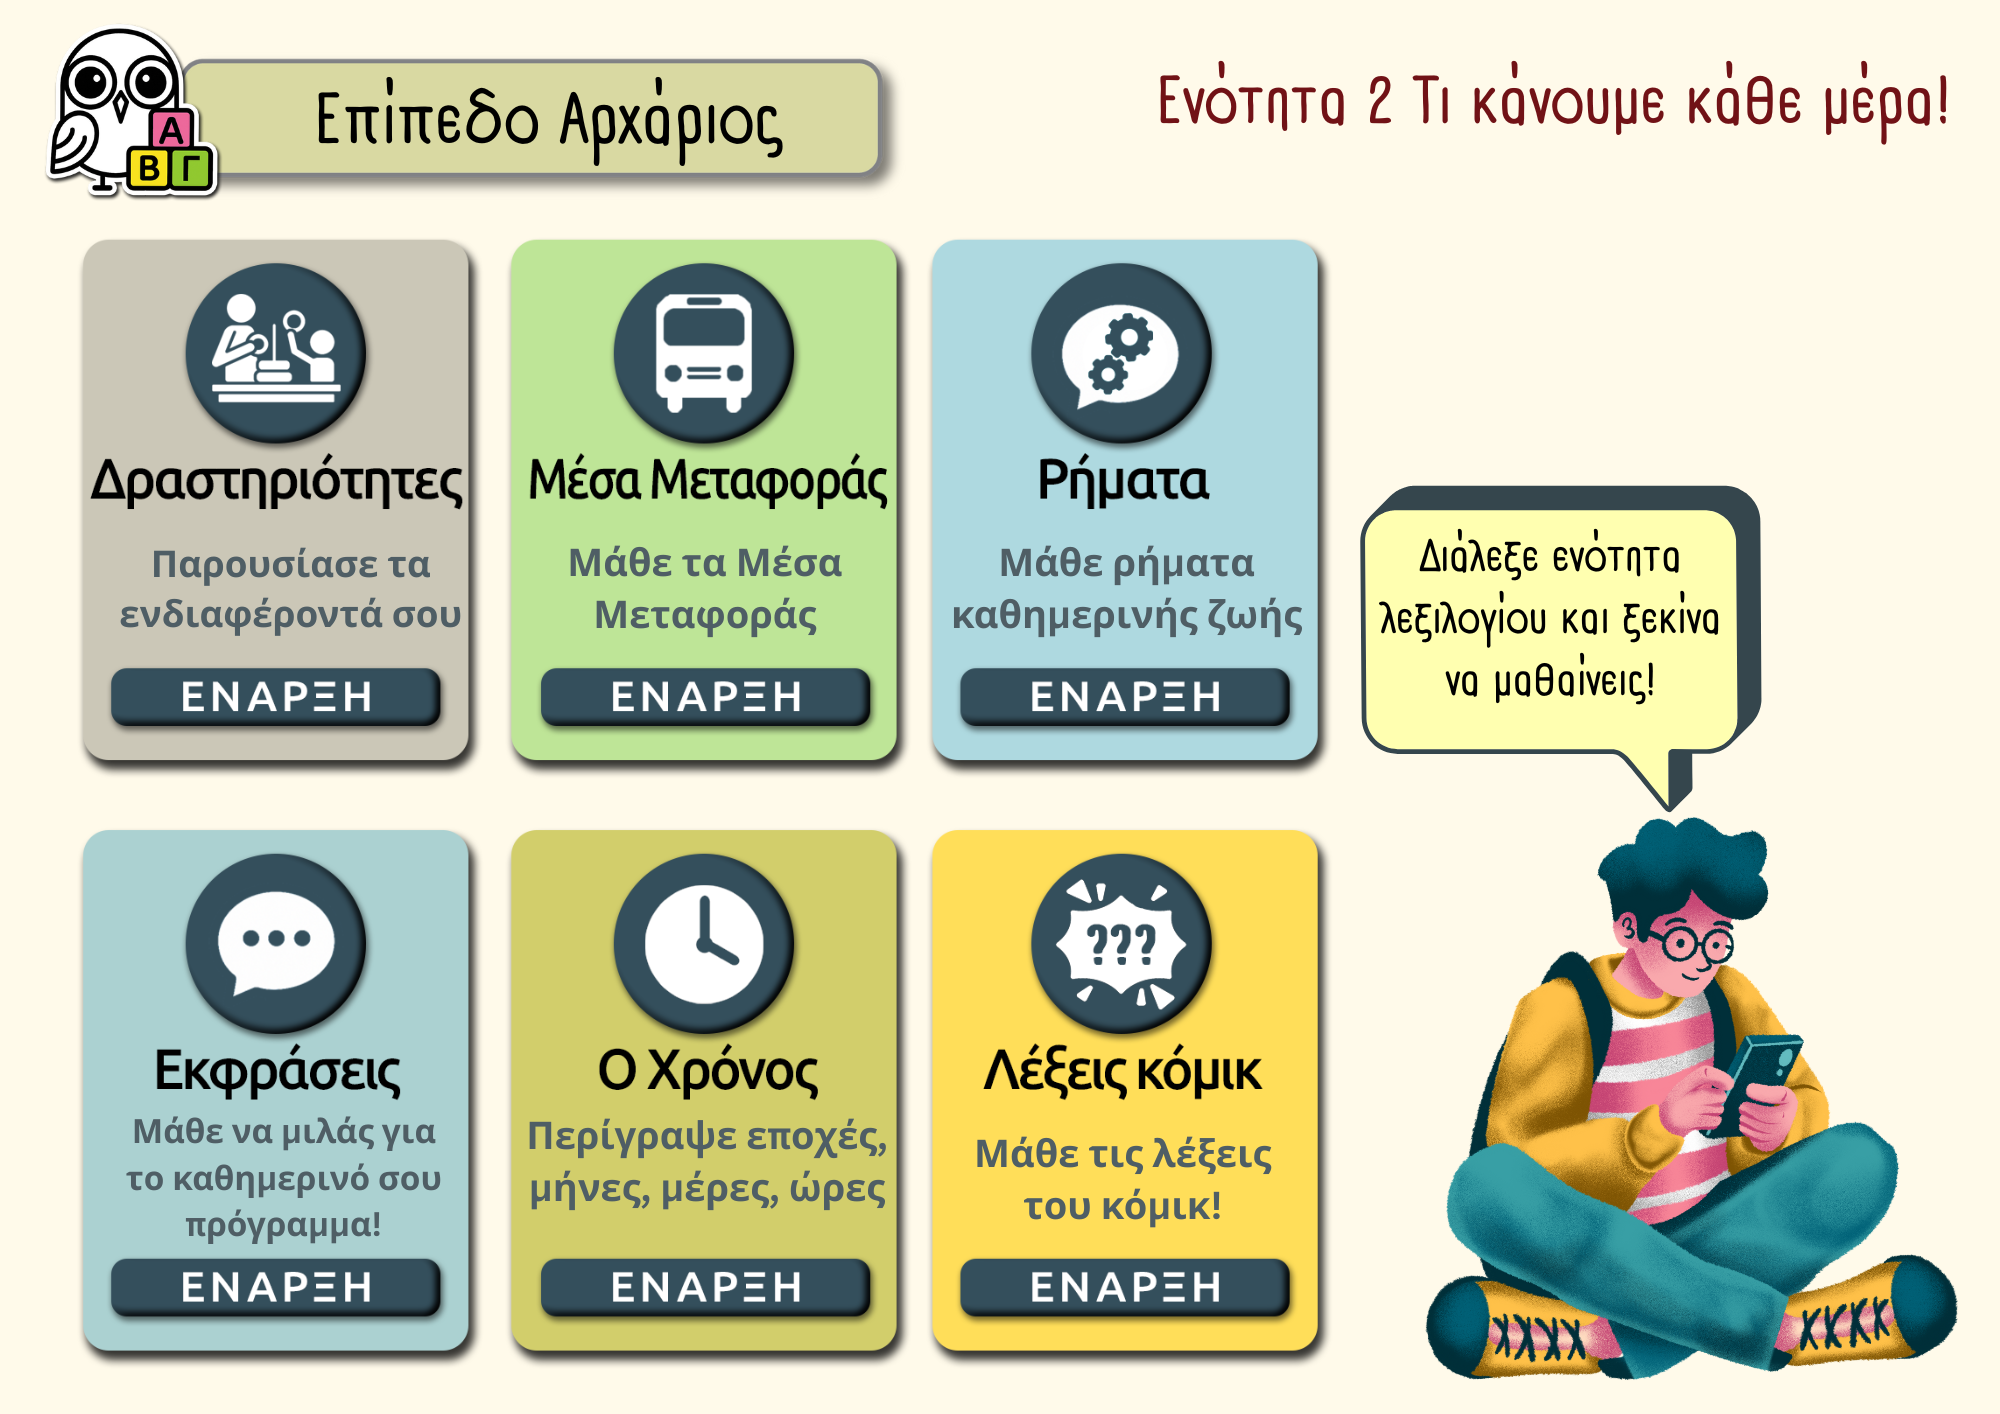 Α
Β Γ
Επίπεδο Αρχάριος
Ενότητα 2 Τι κάνουμε κάθε μέρα!
Δραστηριότητες
Παρουσίασε τα
ενδιαφέροντά σου
ΕΝΑΡΞΗ
Μέσα Μεταφοράς
Μάθε τα Μέσα
Μεταφοράς
ΕΝΑΡΞΗ
Ρήματα
Μάθε ρήματα
καθημερινής ζωής
ΕΝΑΡΞΗ
Διάλεξε ενότητα
λεξιλογίου και ξεκίνα
να μαθαίνεις!
Εκφράσεις
Μάθε να μιλάς για
το καθημερινό σου
πρόγραμμα!
ΕΝΑΡΞΗ
Ο Χρόνος
Περίγραψε εποχές,
μήνες, μέρες, ώρες
ΕΝΑΡΞΗ
???
Λέξεις κόμικ
Μάθε τις λέξεις
του κόμικ!
ΕΝΑΡΞΗ